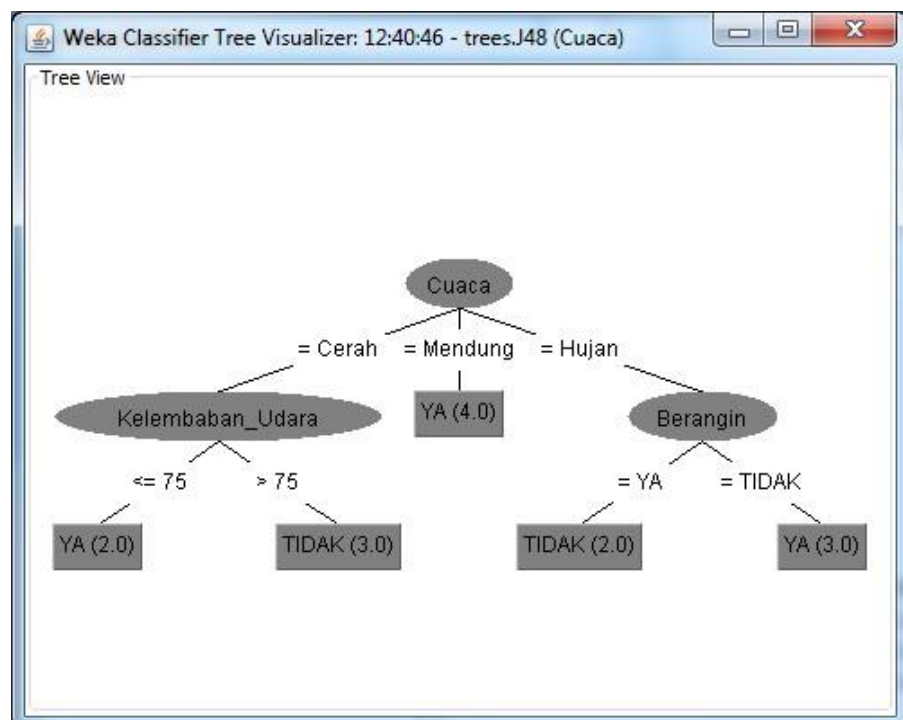 Weka Classifier Tree Visualizer: 12:40:46 - trees.J48 (Cuaca)
Tree View
Cuaca
= Cerah = Mendung = Hujan
Kelembaban_Udara YA (4.0) Berangin
<= 75 > 75 = YA = TIDAK
YA (2.0) TIDAK (3.0) TIDAK (2.0) YA (3.0)